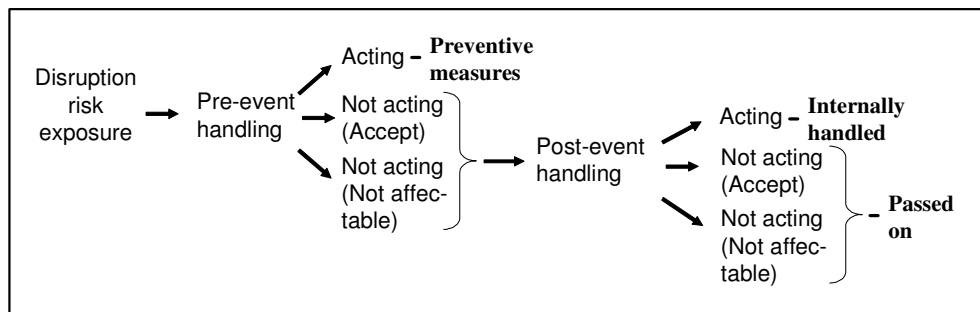 Disruption
risk
exposure
Pre-event
handling
Acting – Preventive
measures
Not acting
(Accept)
Not acting
(Not affec-
table)
Post-event
handling
Acting – Internally
handled
Not acting
(Accept)
Not acting
(Not affec-
table)
– Passed
on